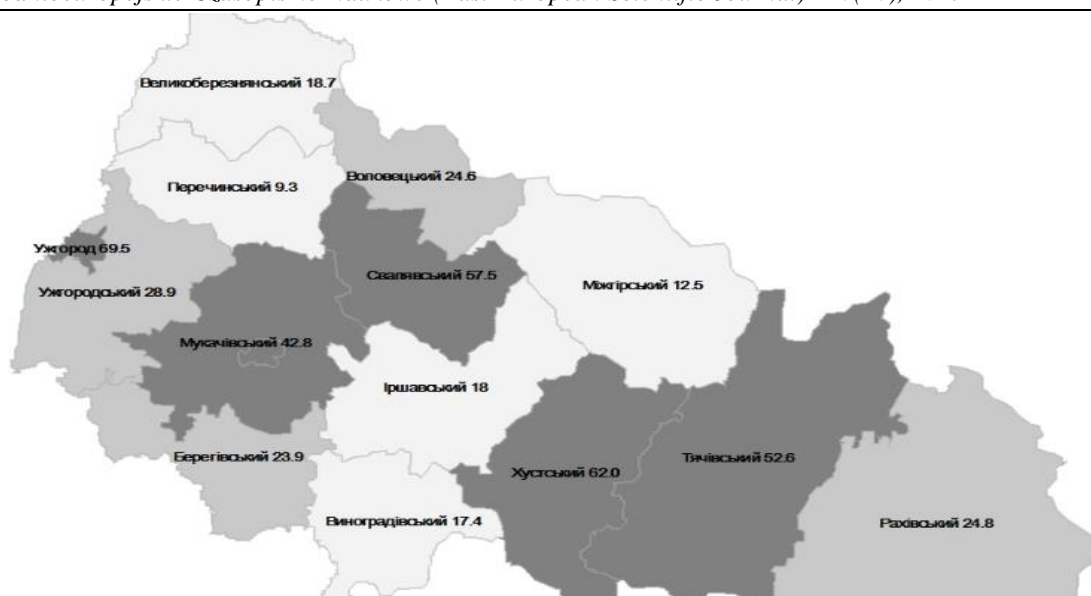 Великоберезнянський 18.7
Перечинський 9.3
Воловецький 24.6
Ужгород 69.5
Свалявський 57.5
Ужгородський 28.9
Міжгірський 12.5
Мукачівський 42.8
Іршавський 18
Берегівський 23.9
Тячівський 52.6
Хустський 62.0
Виноградівський 17.4
Рахівський 24.8